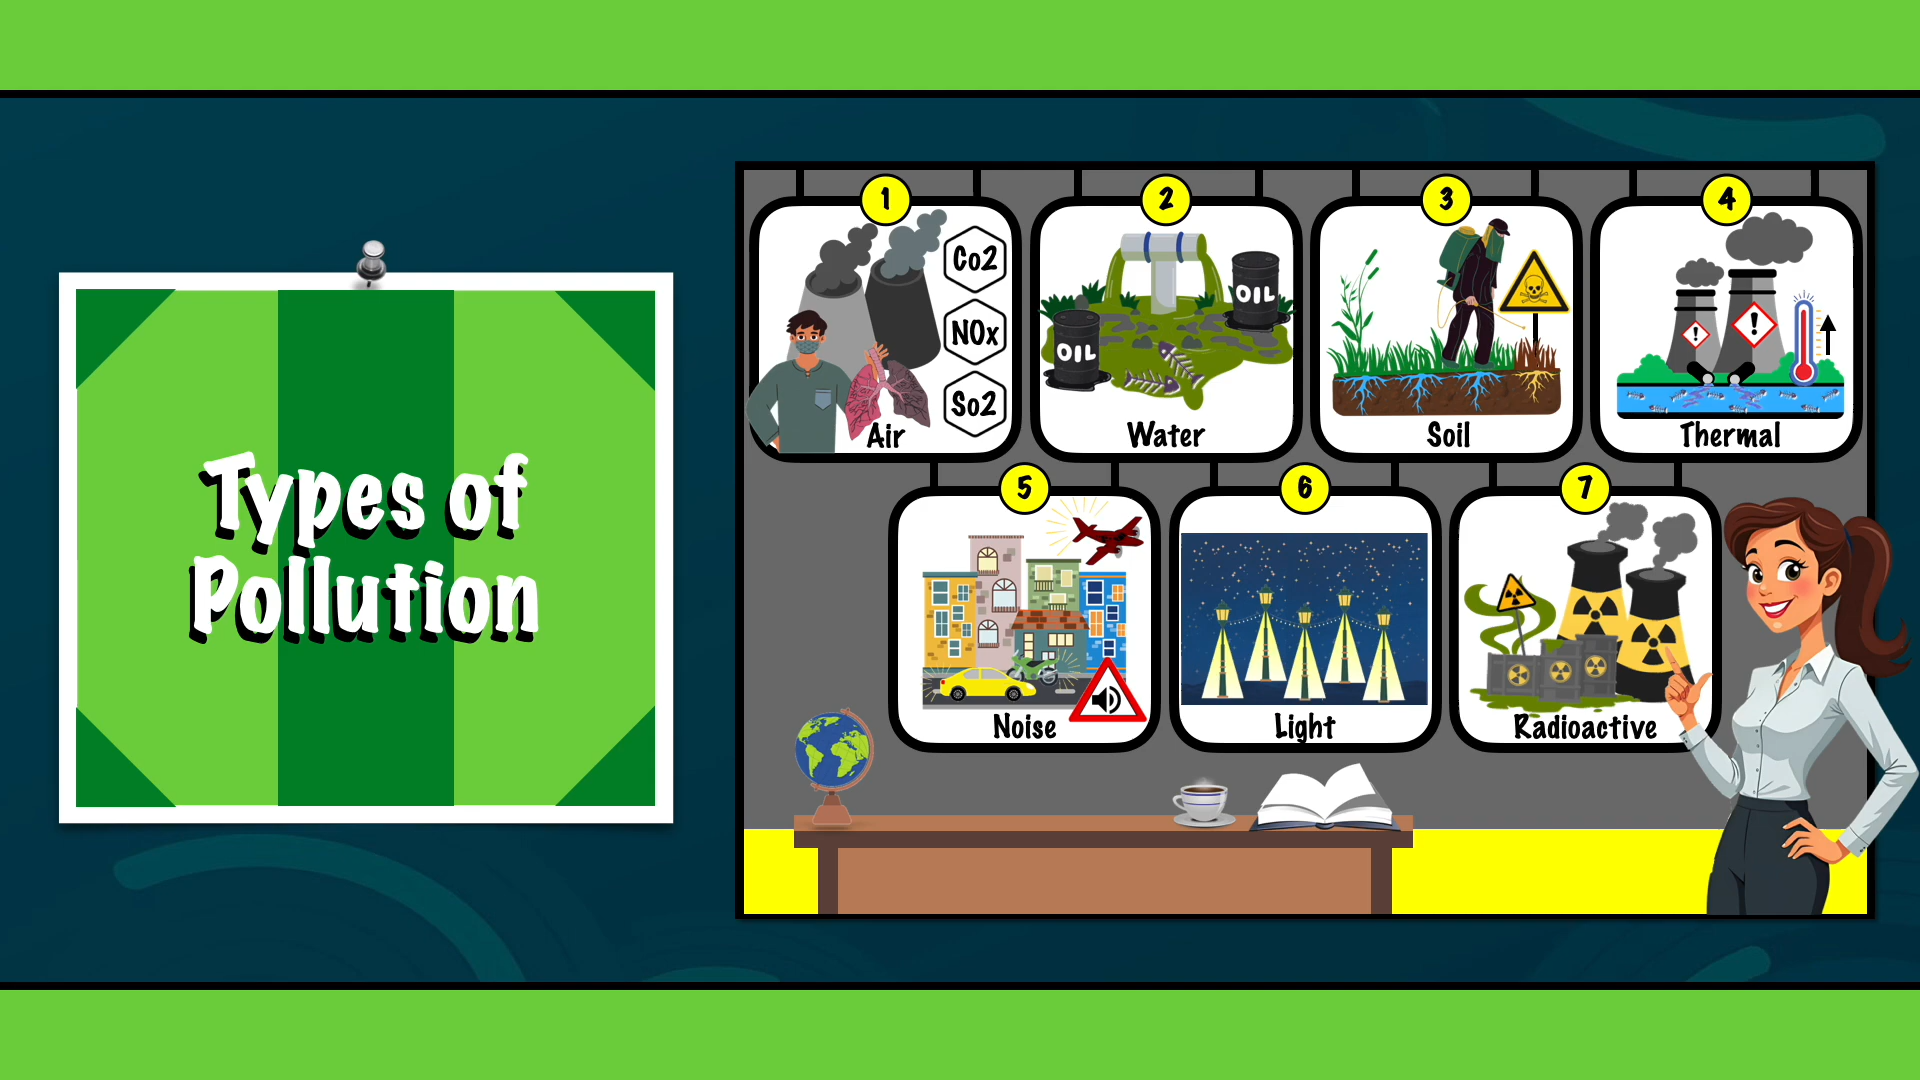 Types of
Pollution
1
Co2
NOx
So2
Air
2
OIL
OIL
Water
3
Soil
4
!
!
Thermal
5
Noise
6
Light
7
Radioactive